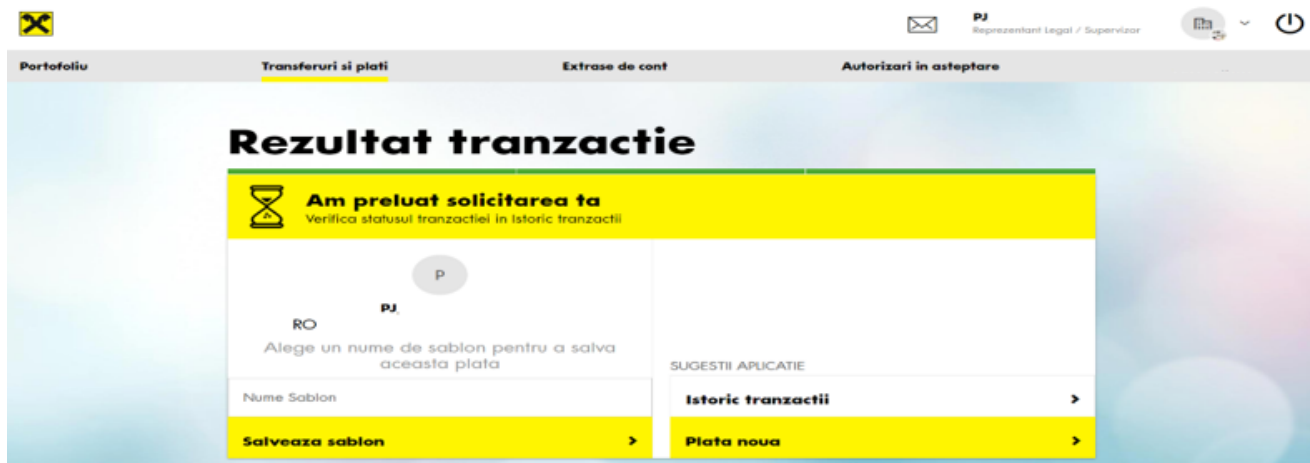 PJ
Reprezentant Legal / Supervizor
Portofoliu
Transferuri si plati
Extrase de cont
Autorizari in asteptare
Rezultat tranzactie
Am preluat solicitarea ta
Verifica statusul tranzactiei in Istoric tranzactii
P
PJ
RO
Alege un nume de sablon pentru a salva
aceasta plata
SUGESTII APLICATIE
Nume Sablon
Istoric tranzactii
Salveaza sablon
Plata noua